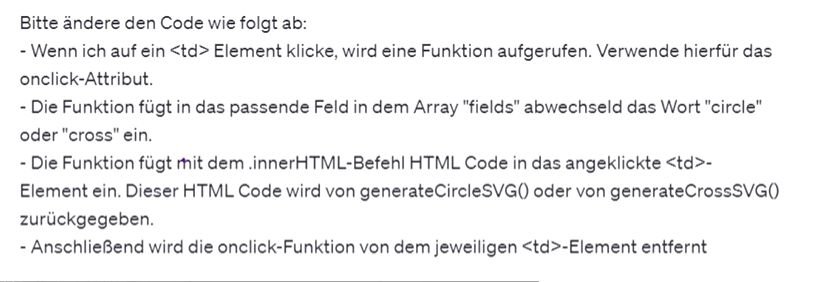 Bitte ändere den Code wie folgt ab:
- Wenn ich auf ein <td> Element klicke, wird eine Funktion aufgerufen. Verwende hierfür das
onclick-Attribut.
- Die Funktion fügt in das passende Feld in dem Array "fields" abwechseld das Wort "circle"
oder "cross" ein.
- Die Funktion fügt mit dem .innerHTML-Befehl HTML Code in das angeklickte <td>-
Element ein. Dieser HTML Code wird von generateCircleSVG() oder von generateCrossSVG()
zurückgegeben.
- Anschließend wird die onclick-Funktion von dem jeweiligen <td>-Element entfernt